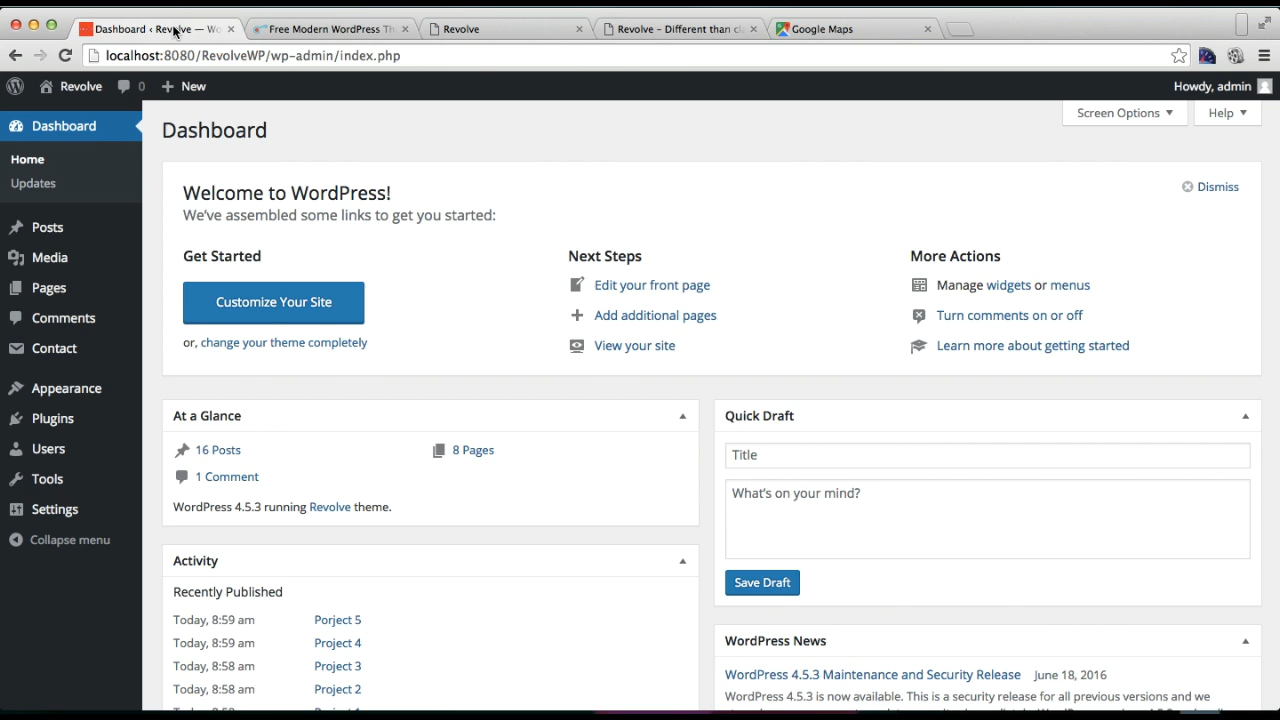 Dashboard ‹ Revolve — Wo
Free Modern WordPress Th
Revolve
Revolve – Different than cla
Google Maps
localhost:8080/RevolveWP/wp-admin/index.php
Revolve
0
New
Howdy, admin
Dashboard
Home
Updates
Posts
Media
Pages
Comments
Contact
Appearance
Plugins
Users
Tools
Settings
Collapse menu
Screen Options
Help
Dashboard
Welcome to WordPress!
We've assembled some links to get you started:
Dismiss
Get Started
Customize Your Site
or, change your theme completely
Next Steps
Edit your front page
Add additional pages
View your site
More Actions
Manage widgets or menus
Turn comments on or off
Learn more about getting started
At a Glance
16 Posts
8 Pages
1 Comment
WordPress 4.5.3 running Revolve theme.
Activity
Recently Published
Today, 8:59 am Porject 5
Today, 8:59 am Project 4
Today, 8:58 am Project 3
Today, 8:58 am Project 2
Quick Draft
Title
What's on your mind?
Save Draft
WordPress News
WordPress 4.5.3 Maintenance and Security Release June 18, 2016
WordPress 4.5.3 is now available. This is a security release for all previous versions and we